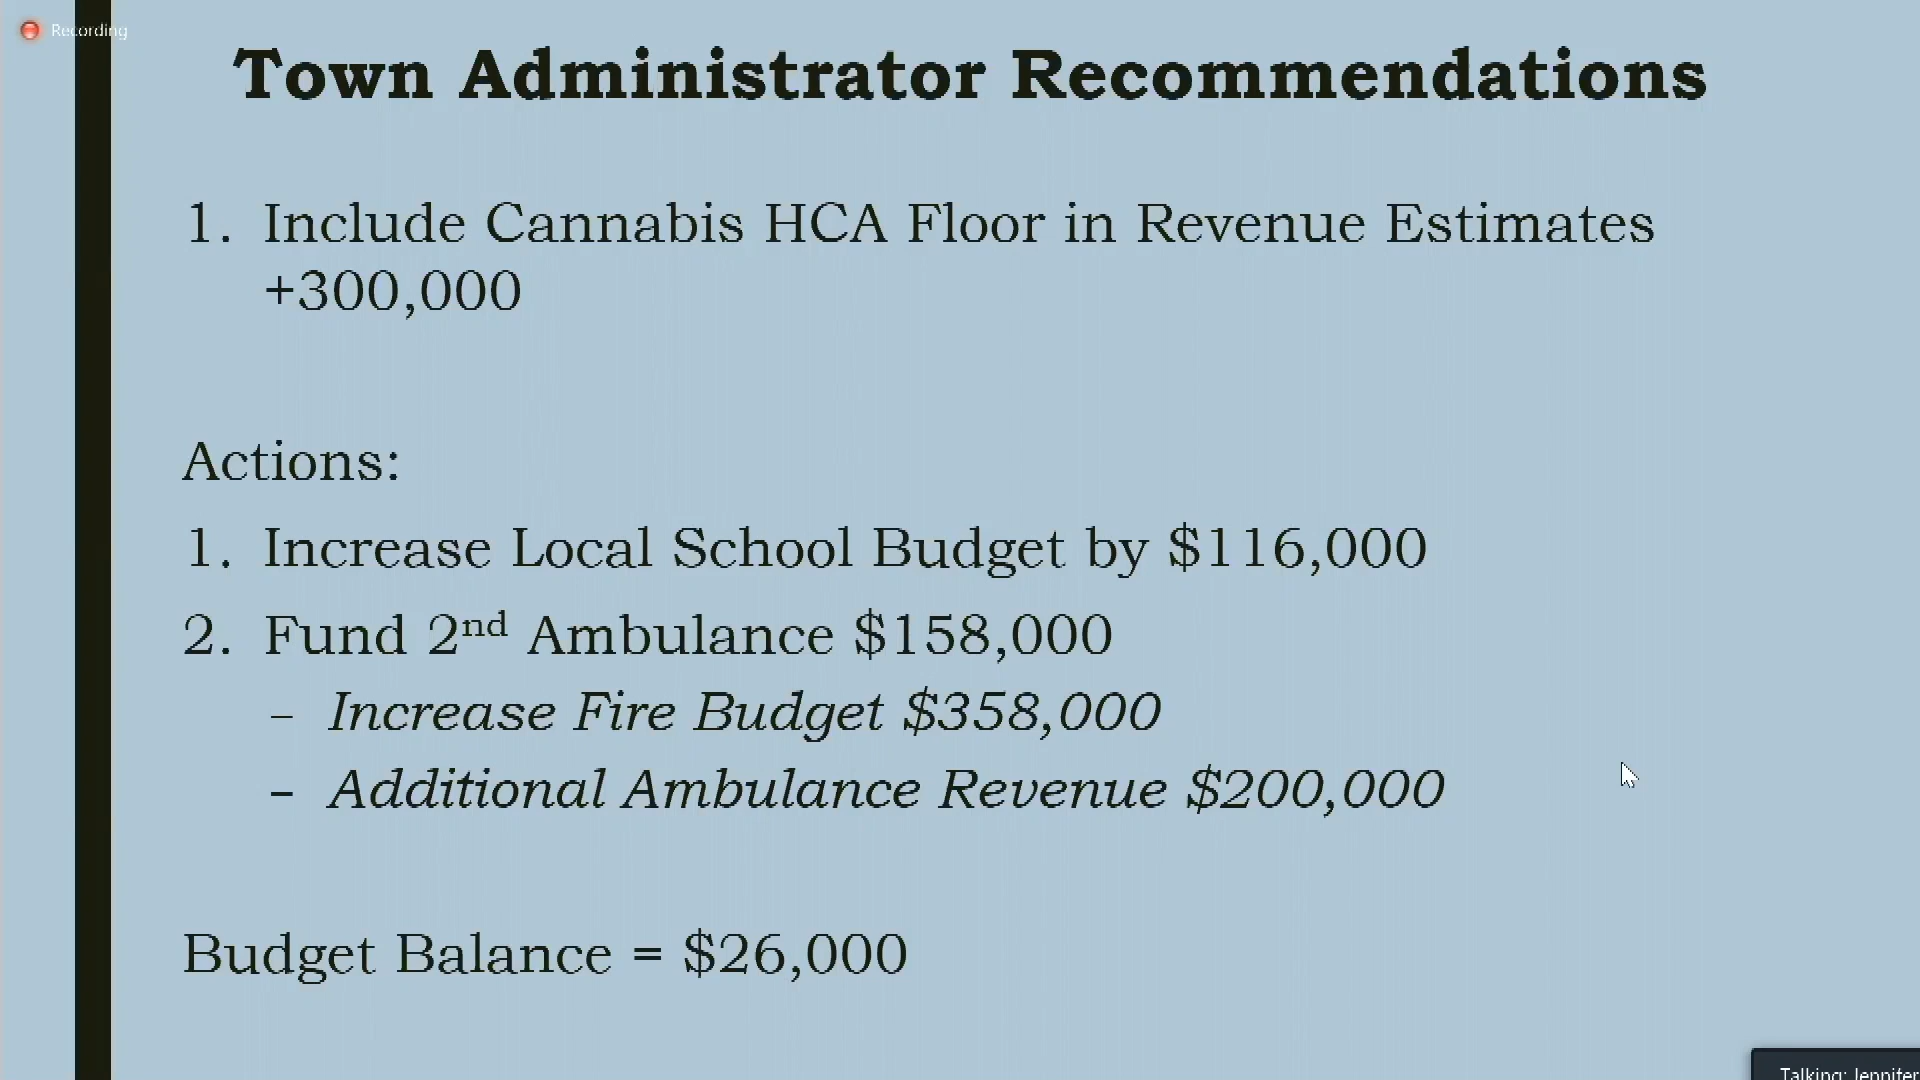 Recording
Town Administrator Recommendations
1. Include Cannabis HCA Floor in Revenue Estimates
+300,000
Actions:
1. Increase Local School Budget by $116,000
2. Fund 2nd Ambulance $158,000
– Increase Fire Budget $358,000
– Additional Ambulance Revenue $200,000
Budget Balance = $26,000
Talking: Jennifer